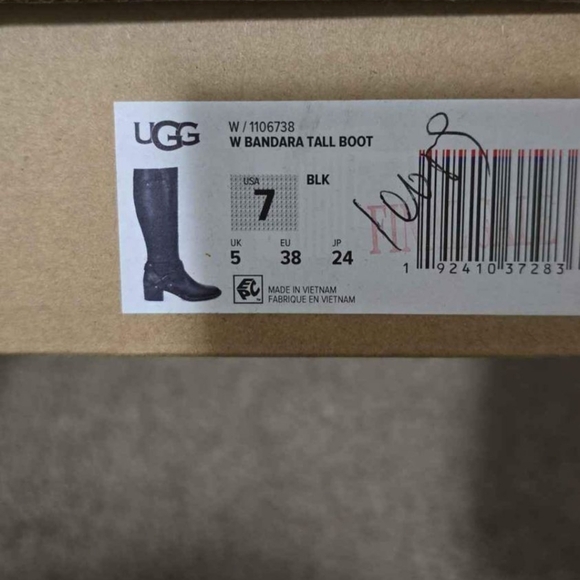 UGG
W / 1106738
W BANDARA TALL BOOT
USA
7
BLK
UK EU JP
5 38 24
MADE IN VIETNAM
FABRIQUE EN VIETNAM
1 92410 37283